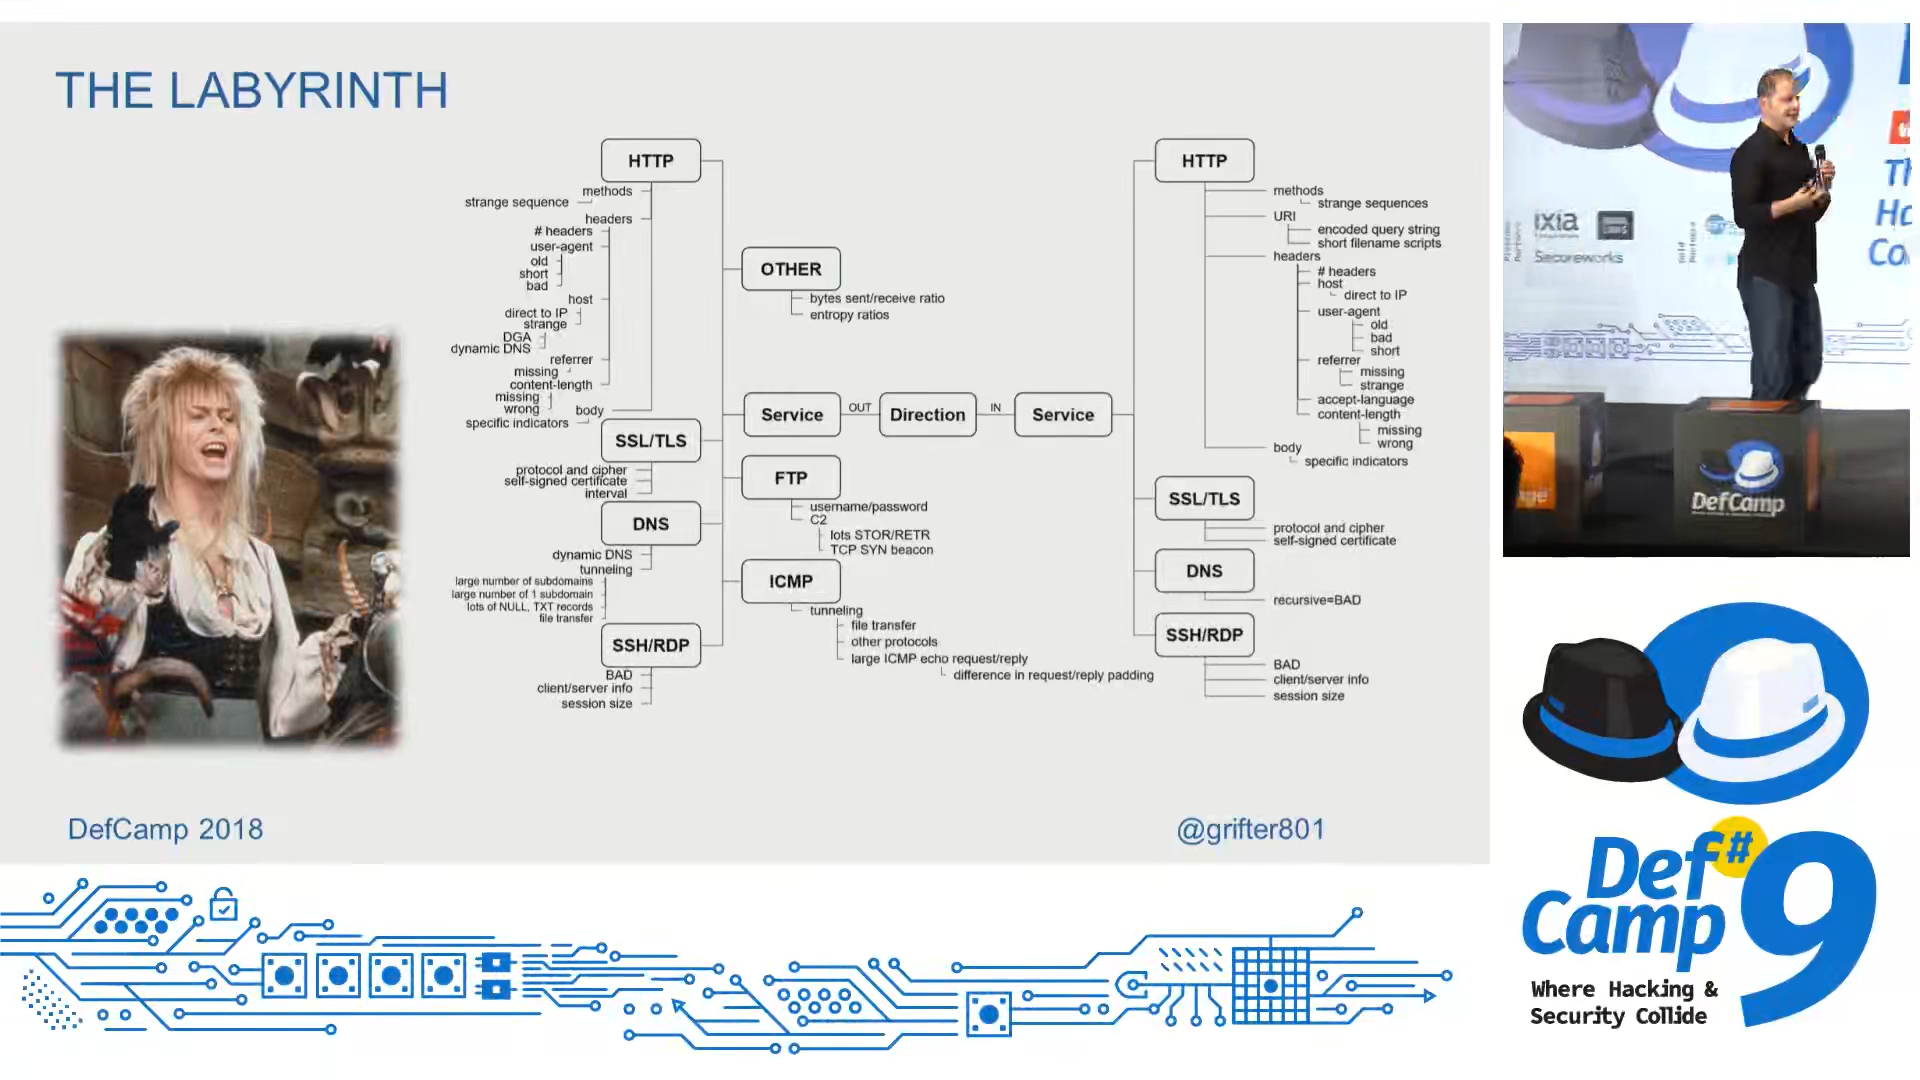 THE LABYRINTH
HTTP
methods
strange sequence
headers
# headers
user-agent
old
short
bad
host
direct to IP
strange
DGA
dynamic DNS
referrer
missing
content-length
missing
wrong
body
specific indicators
SSL/TLS
protocol and cipher
self-signed certificate
interval
DNS
dynamic DNS
tunneling
large number of subdomains
large number of 1 subdomain
lots of NULL, TXT records
file transfer
SSH/RDP
BAD
client/server info
session size
OTHER
bytes sent/receive ratio
entropy ratios
Service OUT Direction IN Service
FTP
username/password
C2
lots STOR/RETR
TCP SYN beacon
ICMP
tunneling
file transfer
other protocols
large ICMP echo request/reply
difference in request/reply padding
HTTP
methods
strange sequences
URI
encoded query string
short filename scripts
headers
# headers
host
direct to IP
user-agent
old
bad
short
referrer
missing
strange
accept-language
content-length
missing
wrong
body
specific indicators
SSL/TLS
protocol and cipher
self-signed certificate
DNS
recursive=BAD
SSH/RDP
BAD
client/server info
session size
DefCamp 2018
@grifter801
ixia
Secureworks
DefCamp
Def
Camp
#9
Where Hacking &
Security Collide